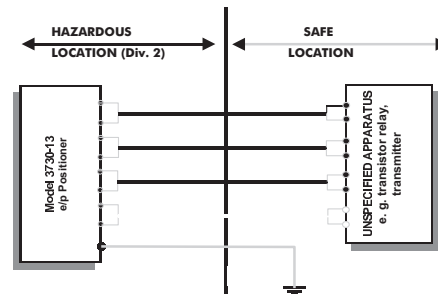 HAZARDOUS
LOCATION (Div. 2)
SAFE
LOCATION
Model 3730-13
e/p Positioner
UNSPECIFIED APPARATUS
e. g. transistor relay,
transmitter